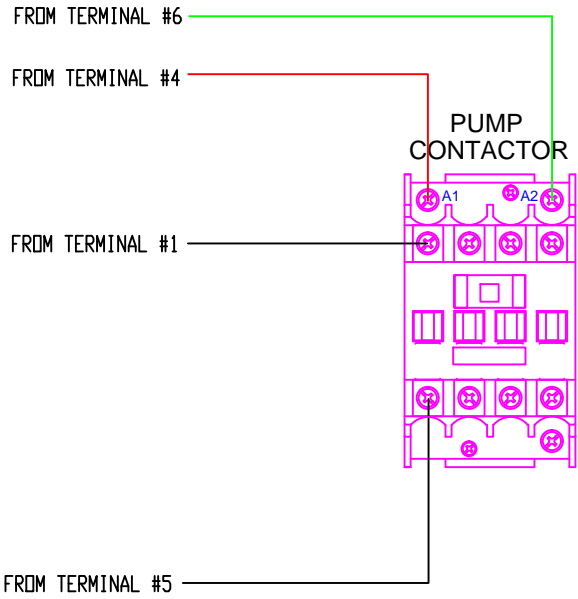 FROM TERMINAL #6
FROM TERMINAL #4
PUMP
CONTACTOR
A1
A2
FROM TERMINAL #1
FROM TERMINAL #5